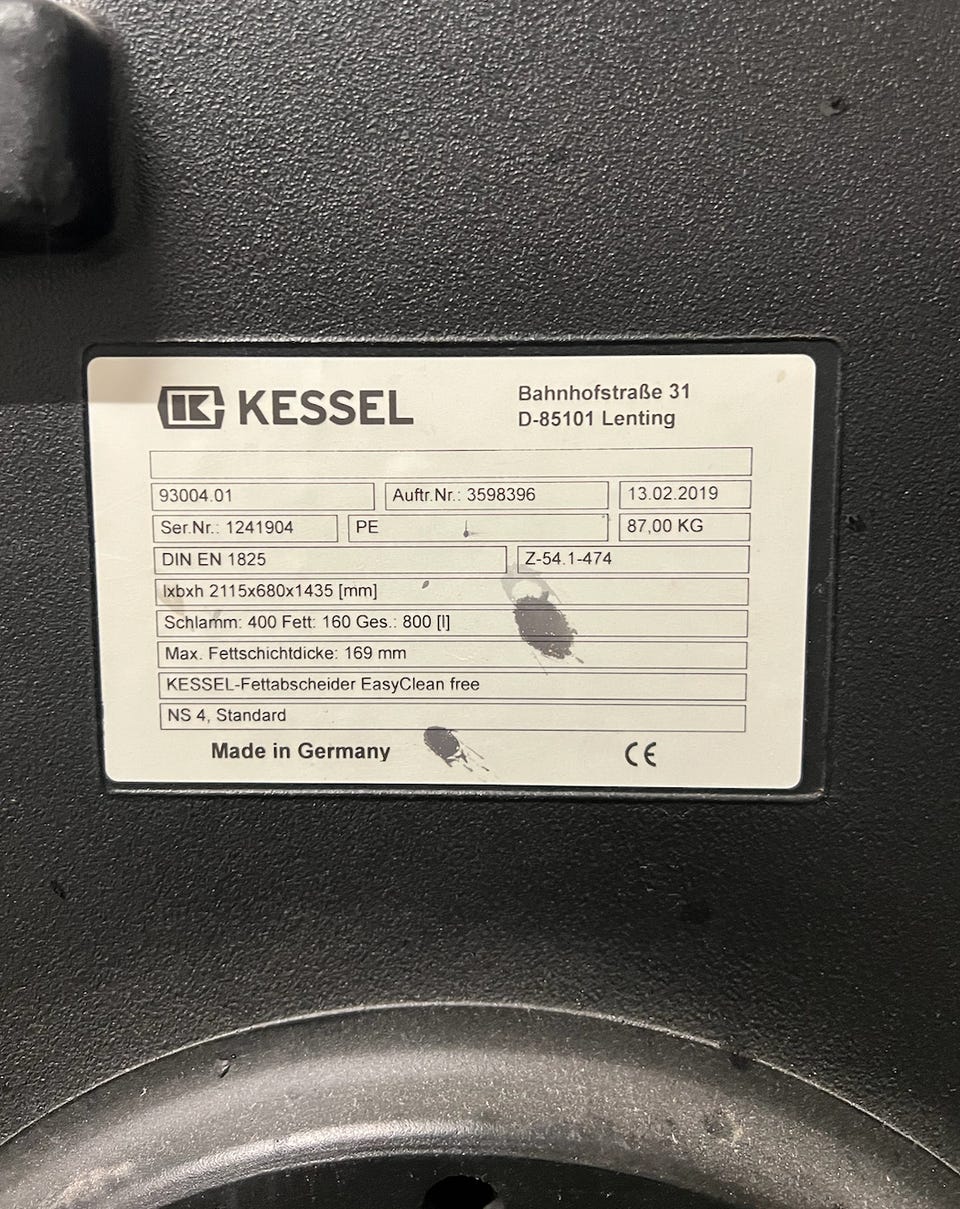 KESSEL
Bahnhofstraße 31
D-85101 Lenting
93004.01 Auftr.Nr.: 3598396 13.02.2019
Ser.Nr.: 1241904 PE 87,00 KG
DIN EN 1825 Z-54.1-474
lxbxh 2115x680x1435 [mm]
Schlamm: 400 Fett: 160 Ges.: 800 [l]
Max. Fettschichtdicke: 169 mm
KESSEL-Fettabscheider EasyClean free
NS 4, Standard
Made in Germany CE